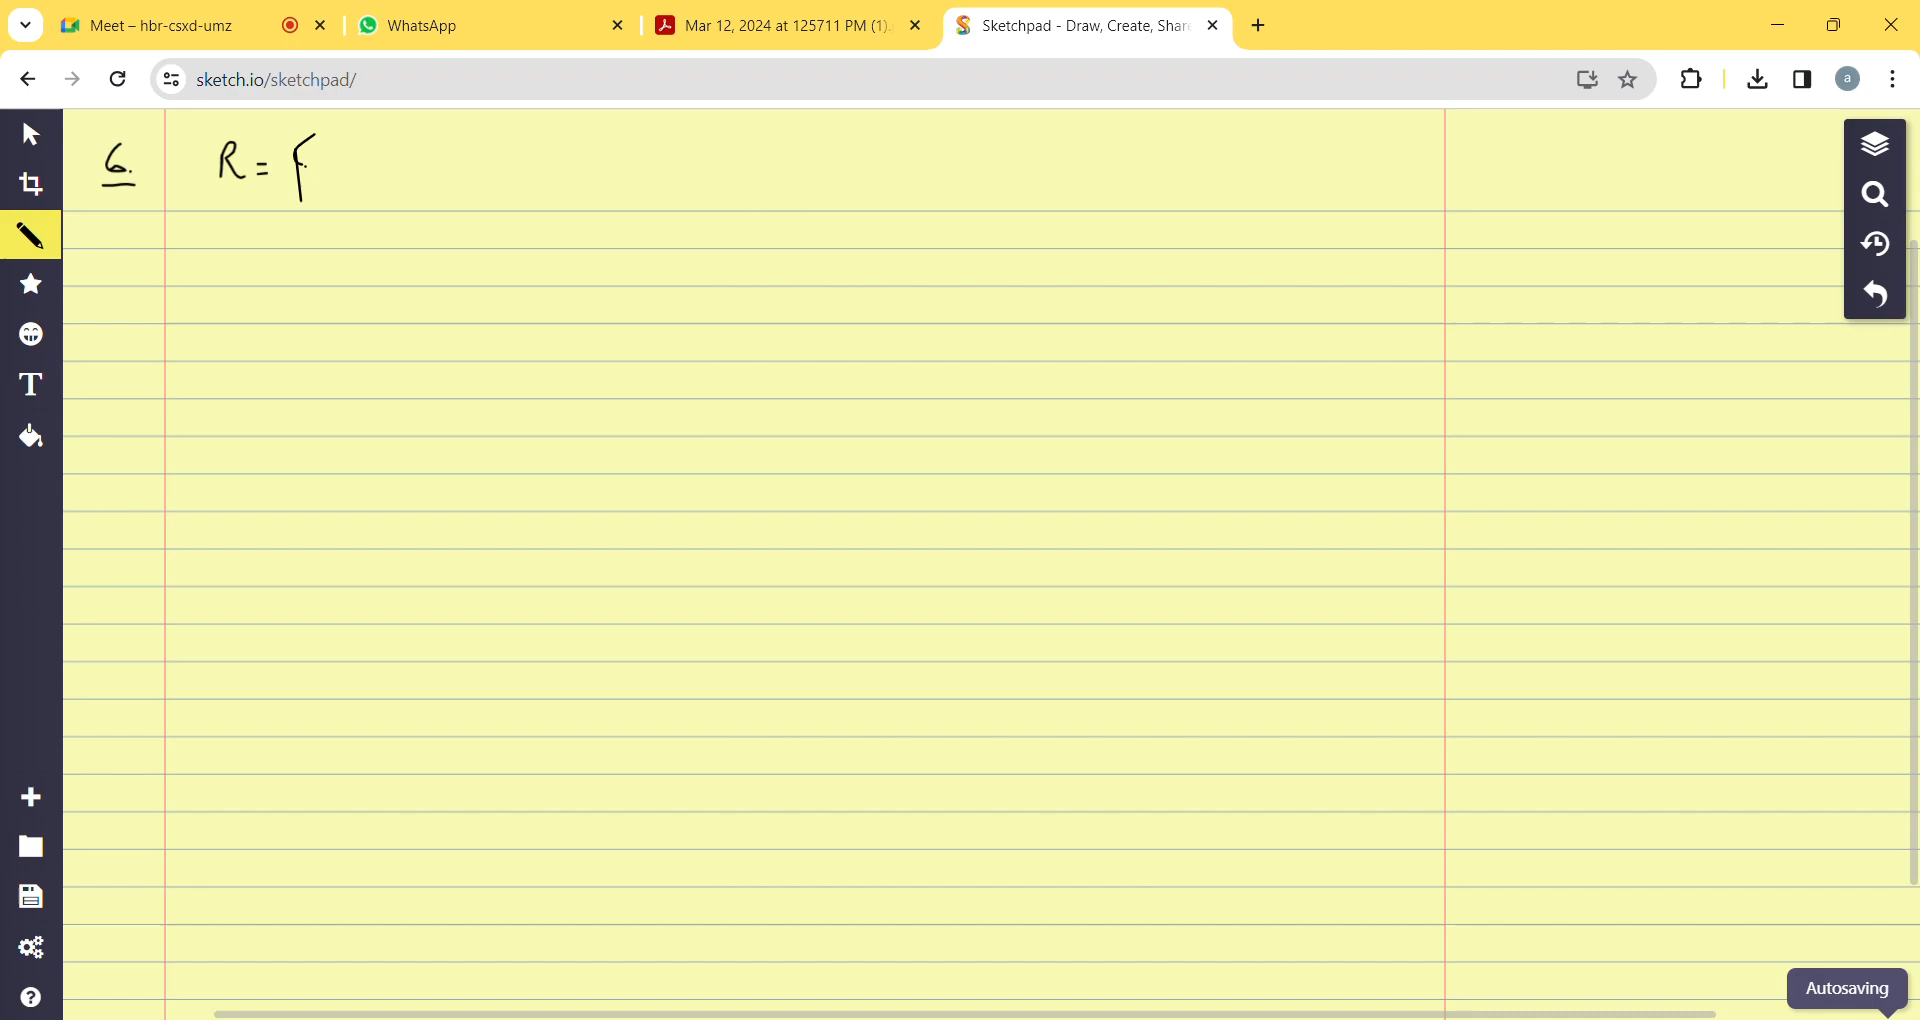 Meet – hbr-csxd-umz
WhatsApp
Mar 12, 2024 at 125711 PM (1).
Sketchpad - Draw, Create, Shar
sketch.io/sketchpad/
a
6. R = {
T
Autosaving